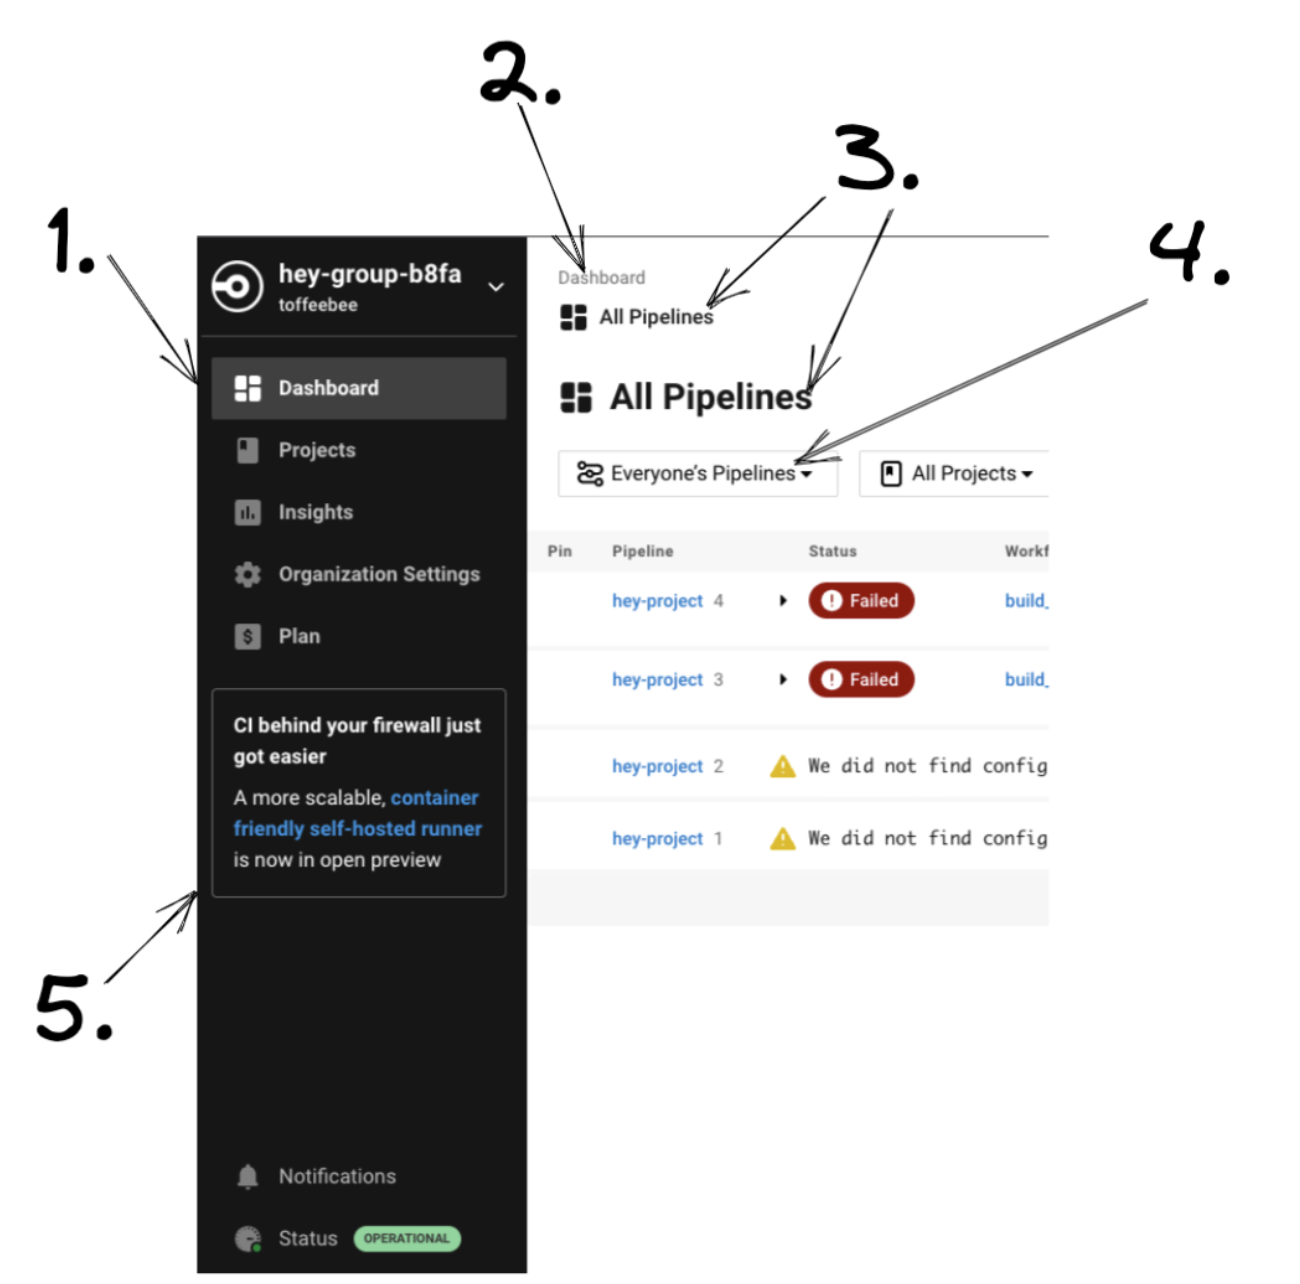 2.
3.
1.
4.
hey-group-b8fa
toffeebee
Dashboard
Projects
Insights
Organization Settings
Plan
CI behind your firewall just
got easier
A more scalable, container
friendly self-hosted runner
is now in open preview
5.
Notifications
Status OPERATIONAL
Dashboard
All Pipelines
All Pipelines
Everyone's Pipelines All Projects
Pin Pipeline Status Workf
hey-project 4 Failed build_
hey-project 3 Failed build_
hey-project 2 We did not find config
hey-project 1 We did not find config